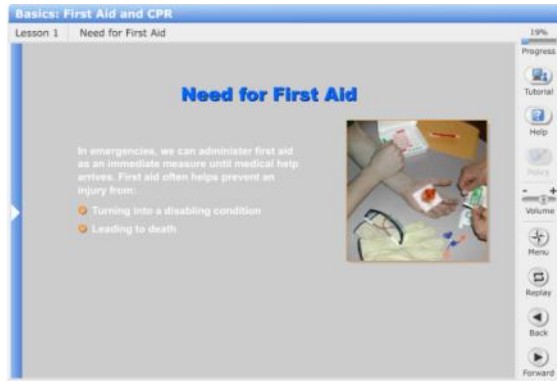 Basics: First Aid and CPR
Lesson 1 Need for First Aid
19%
Progress
Need for First Aid
Tutorial
Help
In emergencies, we can administer first aid
as an immediate measure until medical help
arrives. First aid often helps prevent an
injury from:
Policy
- +
Volume
Turning into a disabling condition
Leading to death
Menu
Replay
Back
Forward